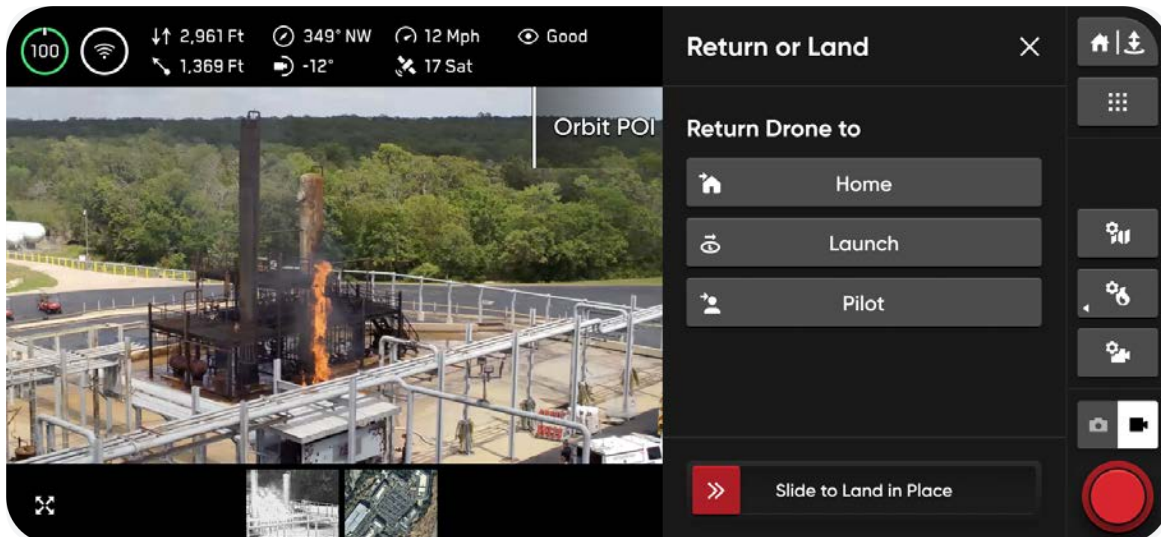 100
2,961 Ft
349° NW
12 Mph
Good
1,369 Ft
-12°
17 Sat
Orbit POI
Return or Land
Return Drone to
Home
Launch
Pilot
Slide to Land in Place